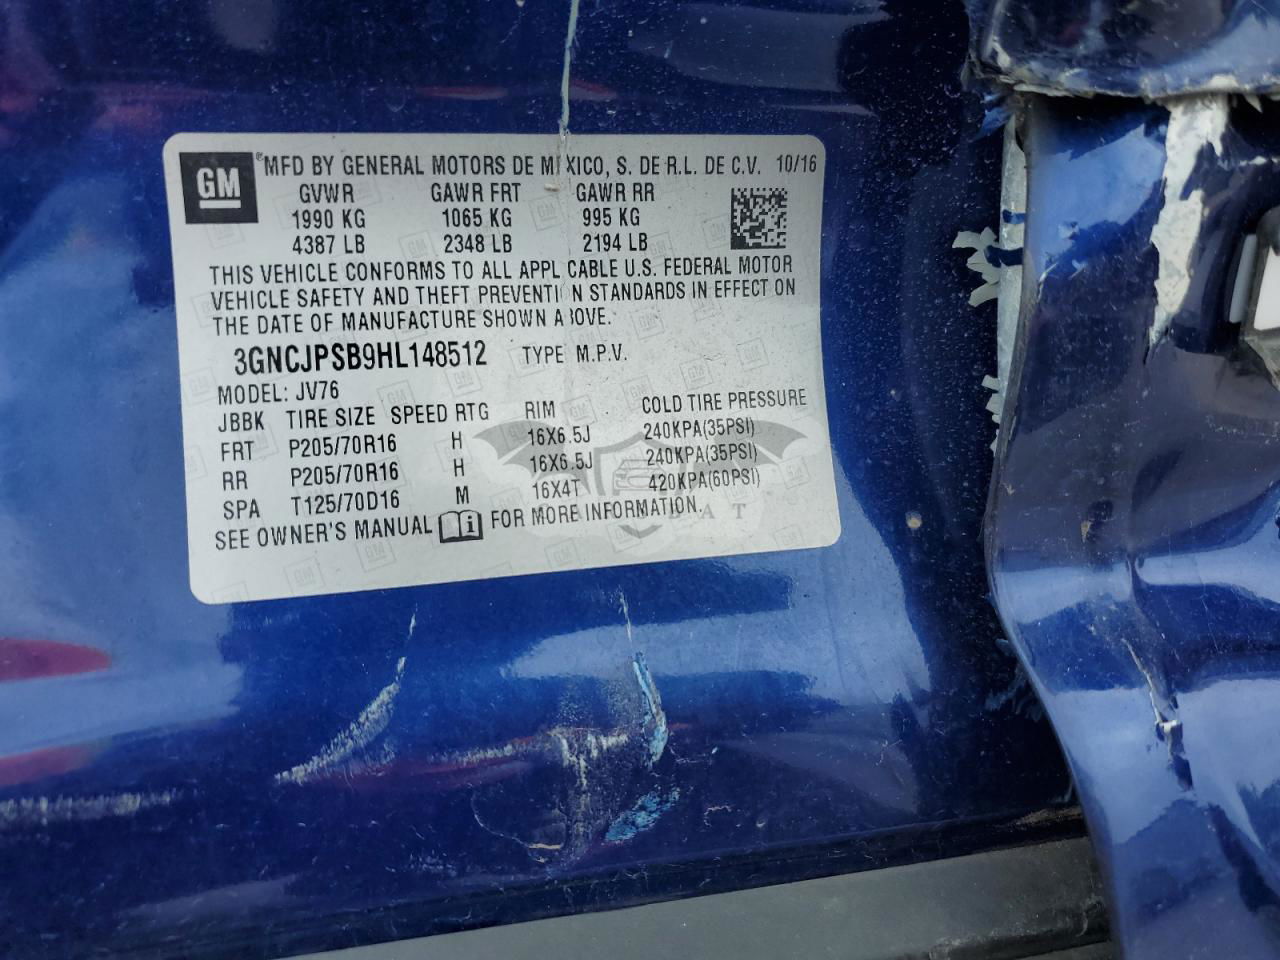 GM ®MFD BY GENERAL MOTORS DE MEXICO, S. DE R.L. DE C.V. 10/16
GVWR GAWR FRT GAWR RR
1990 KG 1065 KG 995 KG
4387 LB 2348 LB 2194 LB
THIS VEHICLE CONFORMS TO ALL APPLICABLE U.S. FEDERAL MOTOR
VEHICLE SAFETY AND THEFT PREVENTION STANDARDS IN EFFECT ON
THE DATE OF MANUFACTURE SHOWN ABOVE.
3GNCJPSB9HL148512 TYPE M.P.V.
MODEL: JV76
JBBK TIRE SIZE SPEED RTG RIM COLD TIRE PRESSURE
FRT P205/70R16 H 16X6.5J 240KPA(35PSI)
RR P205/70R16 H 16X6.5J 240KPA(35PSI)
SPA T125/70D16 M 16X4T 420KPA(60PSI)
SEE OWNER'S MANUAL FOR MORE INFORMATION.